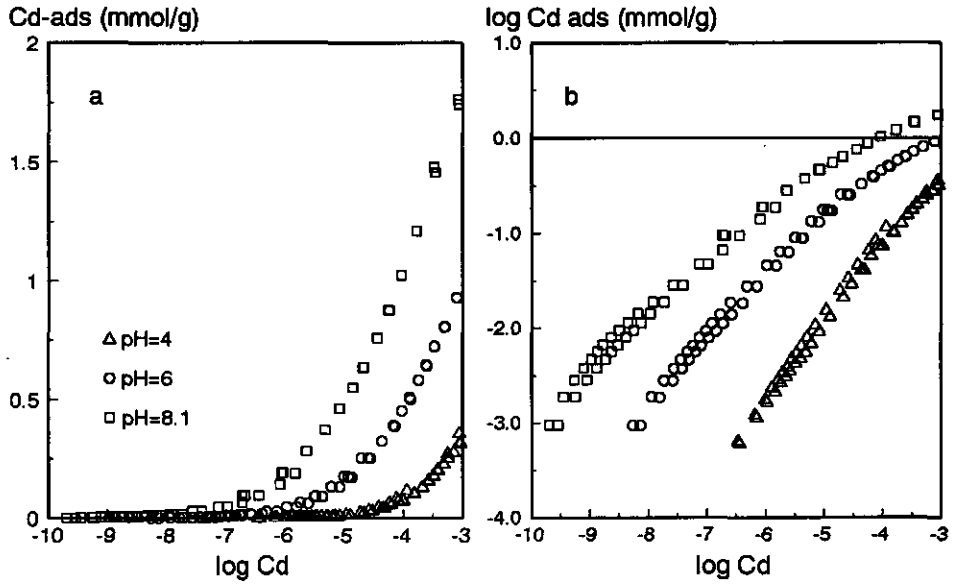 Cd-ads (mmol/g)
2
1.5
1
0.5
0
a
△ pH=4
○ pH=6
□ pH=8.1
-10 -9 -8 -7 -6 -5 -4 -3
log Cd
log Cd ads (mmol/g)
1.0
0.0
-1.0
-2.0
-3.0
-4.0
b
-10 -9 -8 -7 -6 -5 -4 -3
log Cd